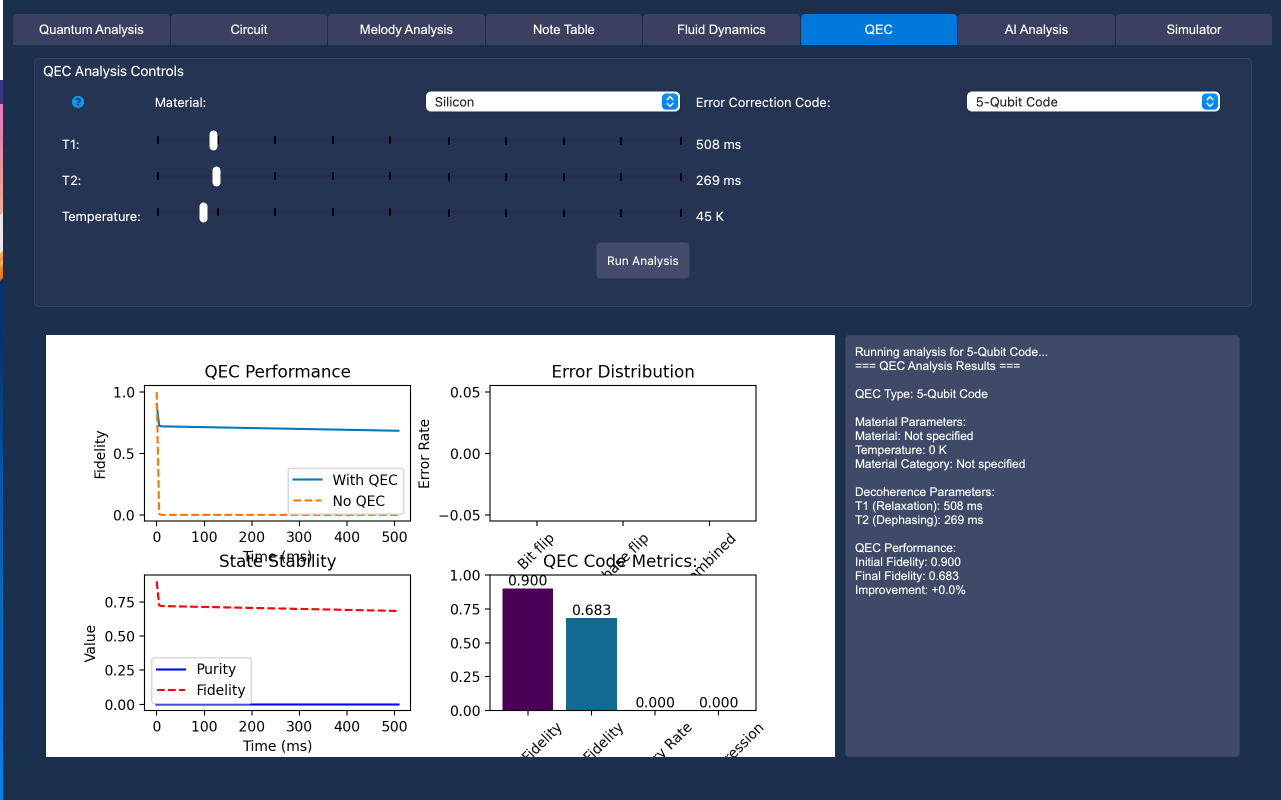 Quantum Analysis Circuit Melody Analysis Note Table Fluid Dynamics QEC AI Analysis Simulator
QEC Analysis Controls
? Material: Silicon Error Correction Code: 5-Qubit Code
T1: 508 ms
T2: 269 ms
Temperature: 45 K
Run Analysis
QEC Performance
1.0
0.5
0.0
Fidelity
With QEC
No QEC
0 100 200 300 400 500
Time (ms)
Error Distribution
0.05
0.00
−0.05
Error Rate
Bit flip
hase flip
ombined
State Stability
0.75
0.50
0.25
0.00
Value
Purity
Fidelity
0 100 200 300 400 500
Time (ms)
QEC Code Metrics:
1.00
0.75
0.50
0.25
0.00
0.900
0.683
0.000
0.000
Fidelity
Fidelity
ry Rate
ression
Running analysis for 5-Qubit Code...
=== QEC Analysis Results ===
QEC Type: 5-Qubit Code
Material Parameters:
Material: Not specified
Temperature: 0 K
Material Category: Not specified
Decoherence Parameters:
T1 (Relaxation): 508 ms
T2 (Dephasing): 269 ms
QEC Performance:
Initial Fidelity: 0.900
Final Fidelity: 0.683
Improvement: +0.0%